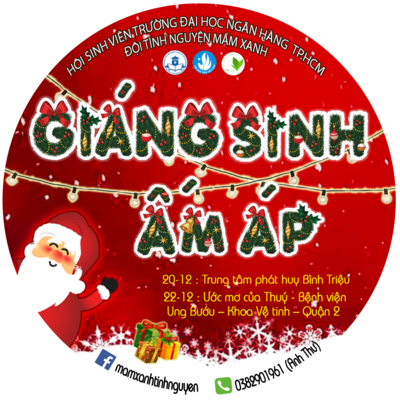 HỘI SINH VIÊN TRƯỜNG ĐẠI HỌC NGÂN HÀNG TP.HCM
ĐỘI TÌNH NGUYỆN MẦM XANH
GIÁNG SINH
ẤM ÁP
20-12 : Trung tâm phát huy Bình Triệu
22-12 : Ước mơ của Thuý - Bệnh viện
Ung Bướu – Khoa Vệ tinh – Quận 2
mamxanhtinhnguyen
0382901961 (Anh Thư)